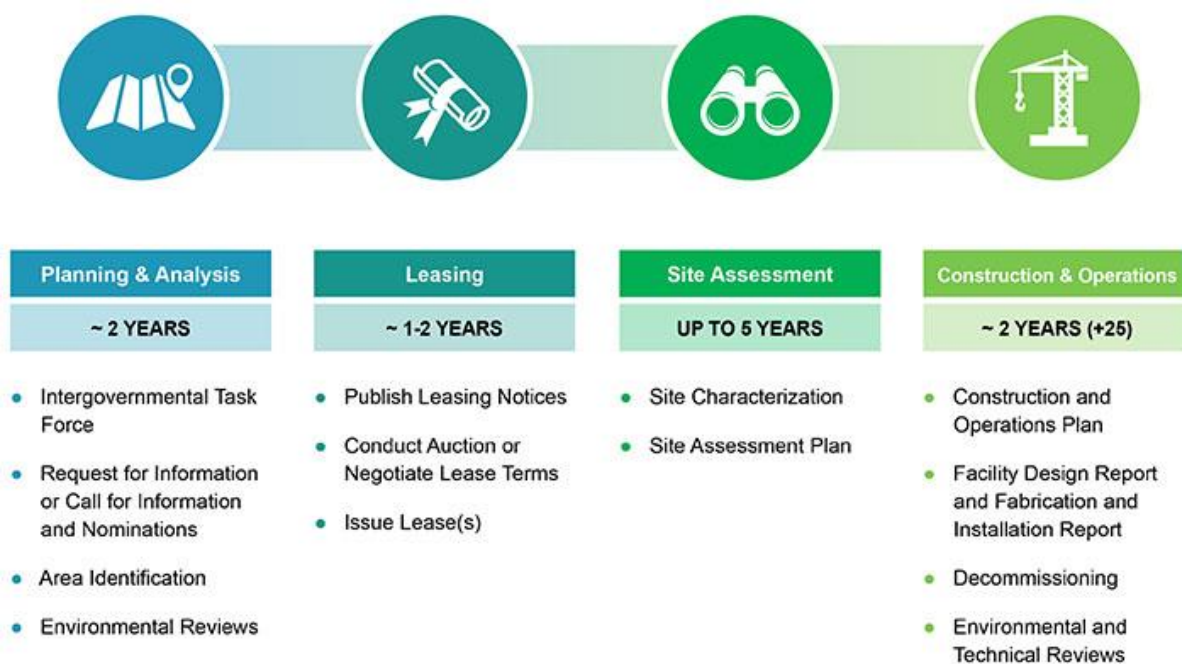 Planning & Analysis
~ 2 YEARS
• Intergovernmental Task
Force
• Request for Information
or Call for Information
and Nominations
• Area Identification
• Environmental Reviews
Leasing
~ 1-2 YEARS
• Publish Leasing Notices
• Conduct Auction or
Negotiate Lease Terms
• Issue Lease(s)
Site Assessment
UP TO 5 YEARS
• Site Characterization
• Site Assessment Plan
Construction & Operations
~ 2 YEARS (+25)
• Construction and
Operations Plan
• Facility Design Report
and Fabrication and
Installation Report
• Decommissioning
• Environmental and
Technical Reviews